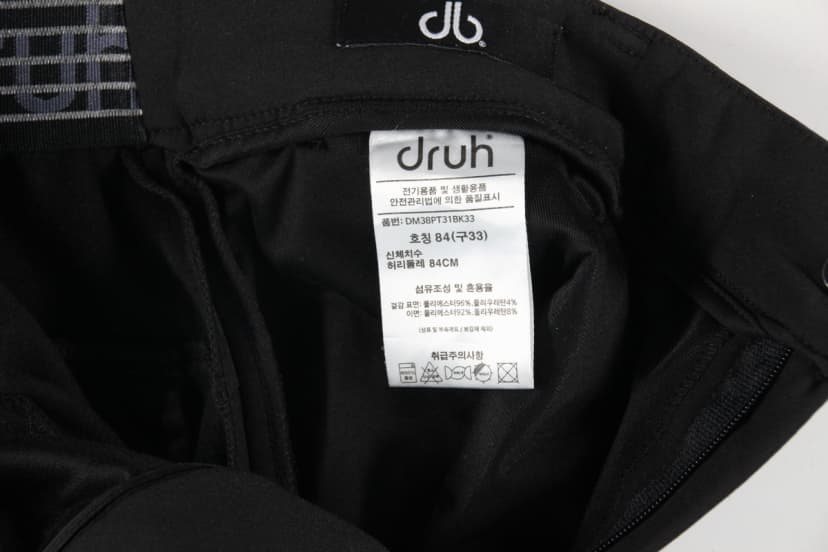 db
druh
druh
전기용품 및 생활용품
안전관리법에 의한 품질표시
품번: DM38PT31BK33
호칭 84(구33)
신체치수
허리둘레 84CM
섬유조성 및 혼용율
겉감 표면: 폴리에스터96%,폴리우레탄4%
이면: 폴리에스터92%,폴리우레탄8%
취급주의사항